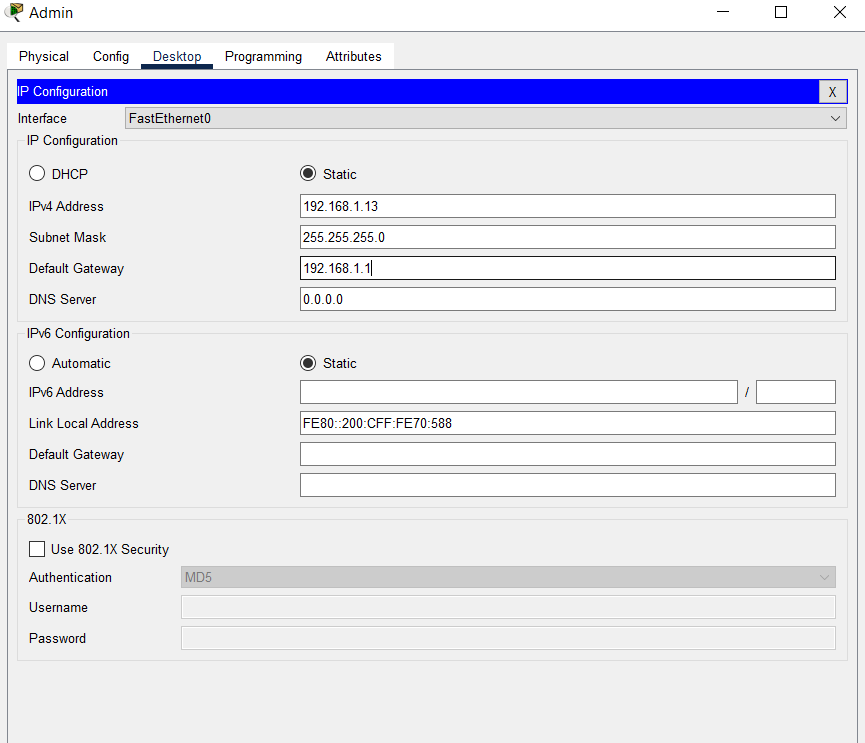 Admin
Physical Config Desktop Programming Attributes
IP Configuration X
Interface FastEthernet0
IP Configuration
DHCP Static
IPv4 Address 192.168.1.13
Subnet Mask 255.255.255.0
Default Gateway 192.168.1.1
DNS Server 0.0.0.0
IPv6 Configuration
Automatic Static
IPv6 Address /
Link Local Address FE80::200:CFF:FE70:588
Default Gateway
DNS Server
802.1X
Use 802.1X Security
Authentication MD5
Username
Password